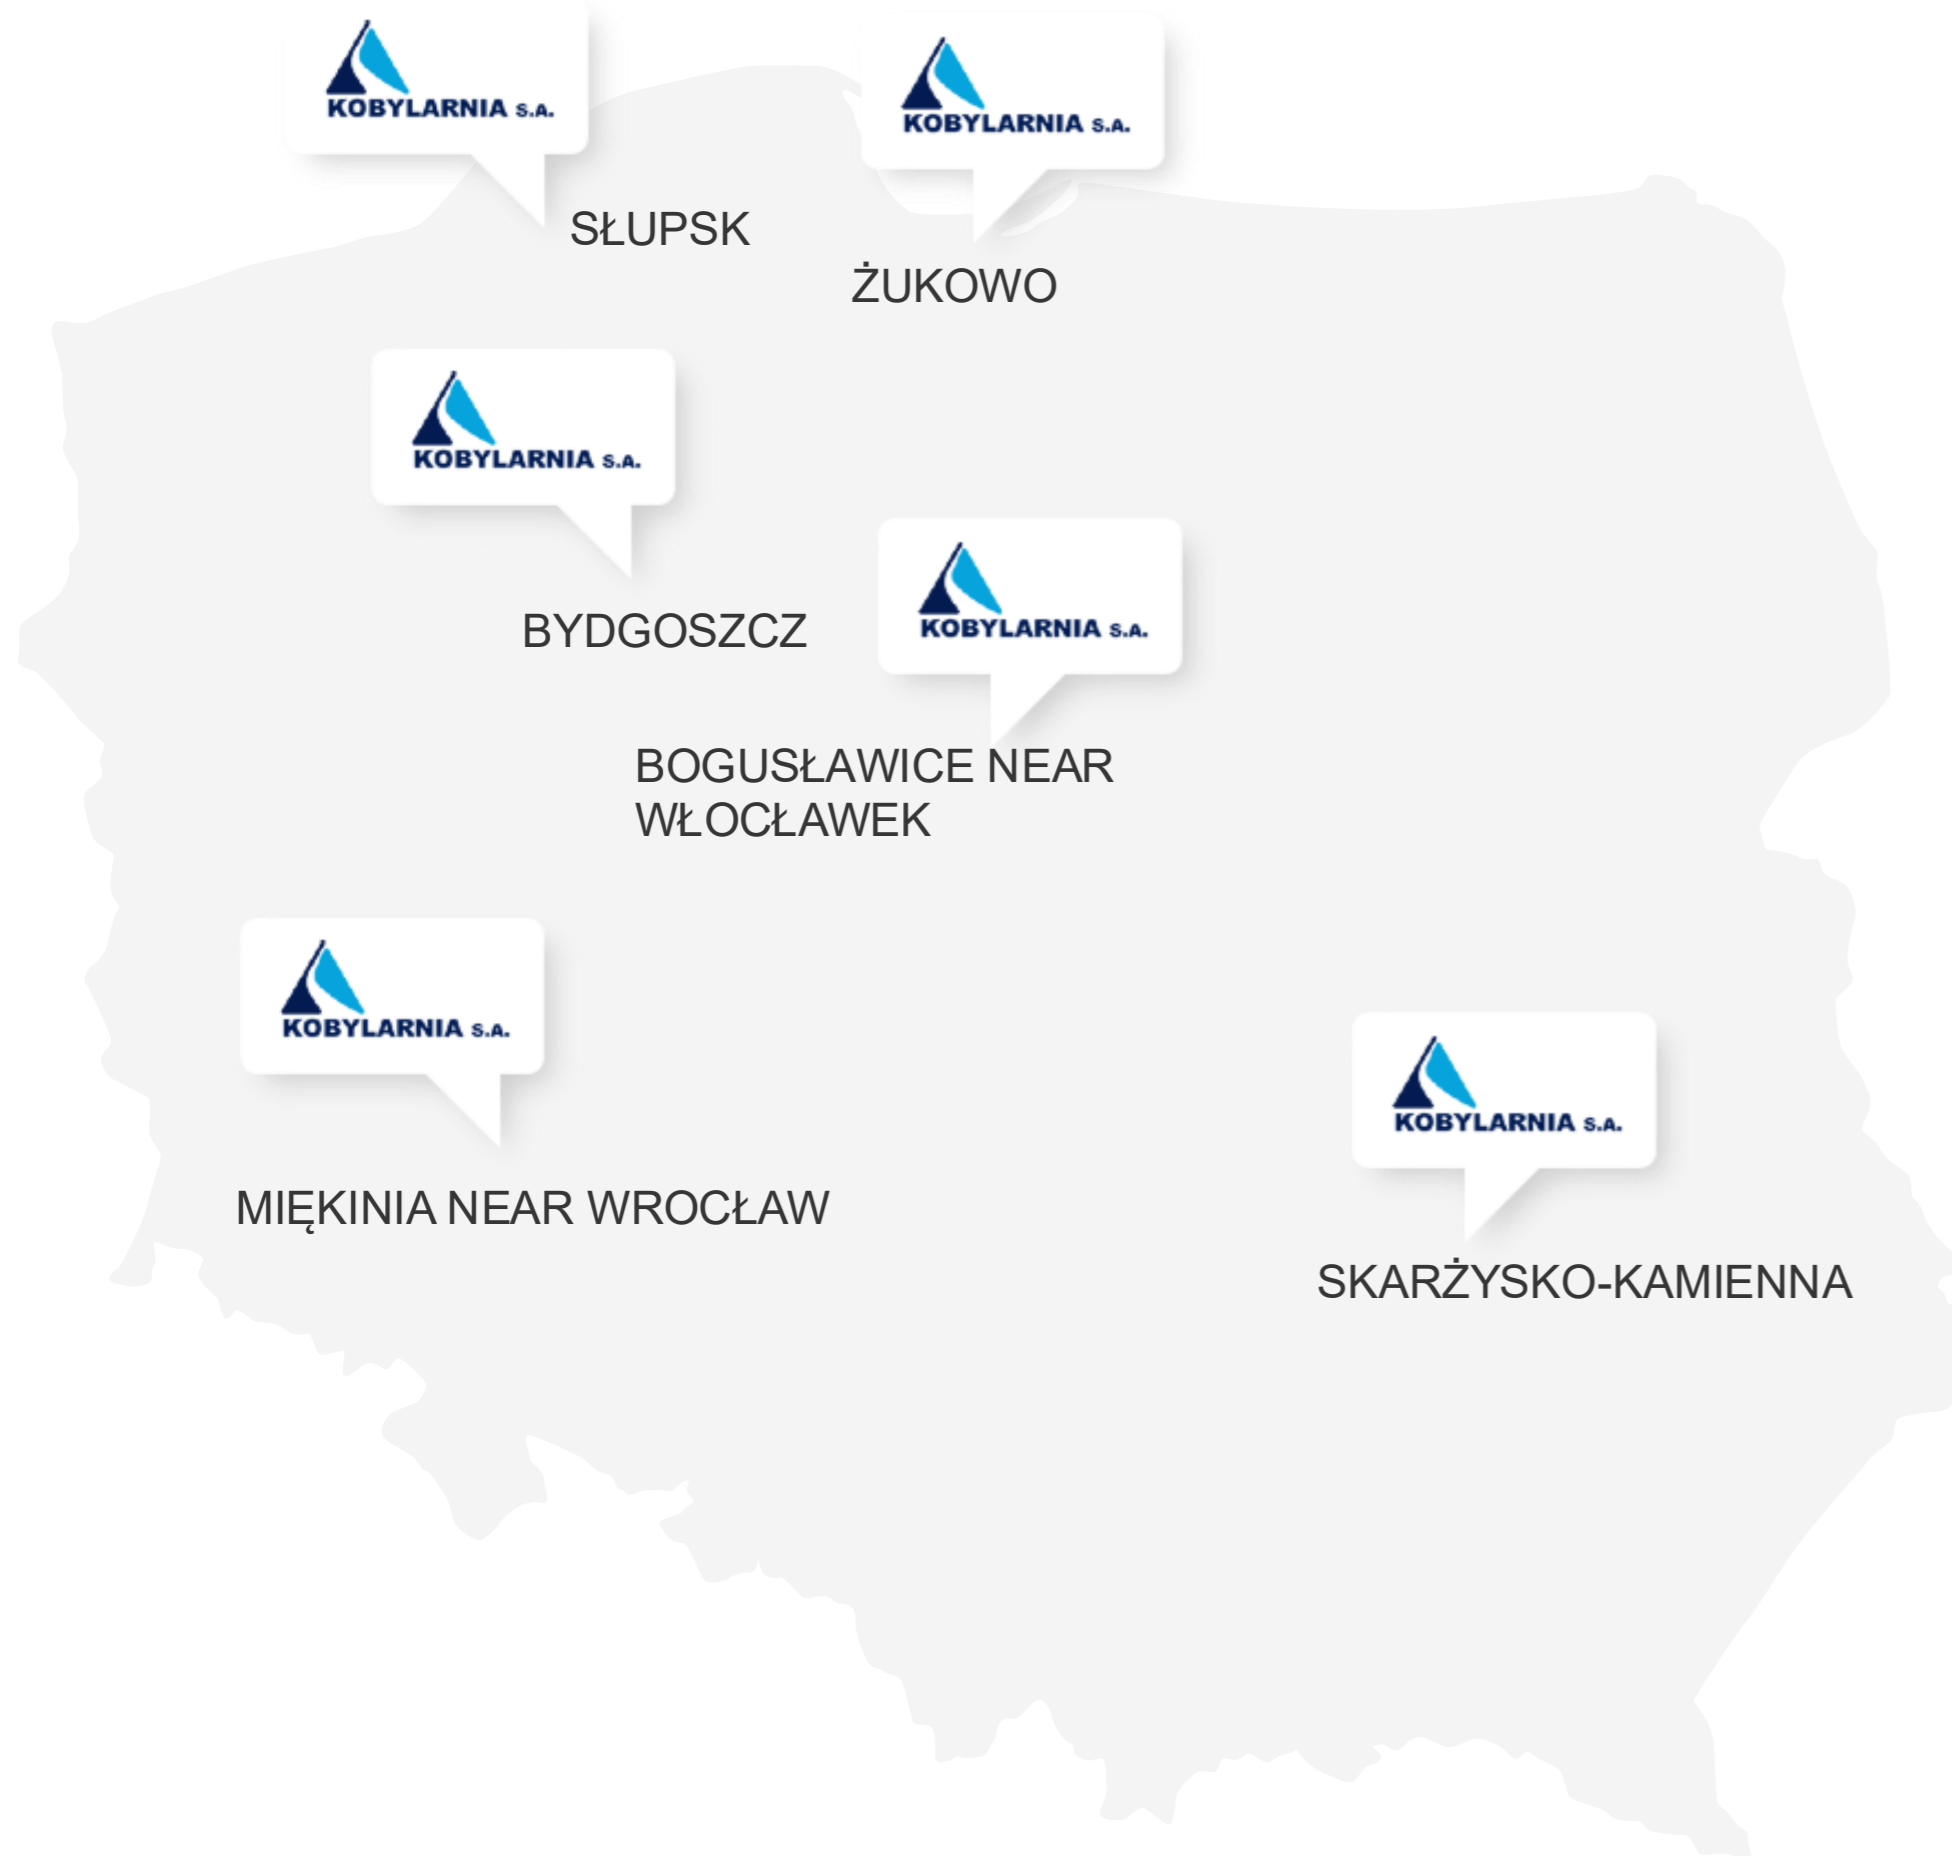 KOBYLARNIA S.A.
KOBYLARNIA S.A.
SŁUPSK
ŻUKOWO
KOBYLARNIA S.A.
BYDGOSZCZ
KOBYLARNIA S.A.
BOGUSŁAWICE NEAR
WŁOCŁAWEK
KOBYLARNIA S.A.
MIĘKINIA NEAR WROCŁAW
KOBYLARNIA S.A.
SKARŻYSKO-KAMIENNA